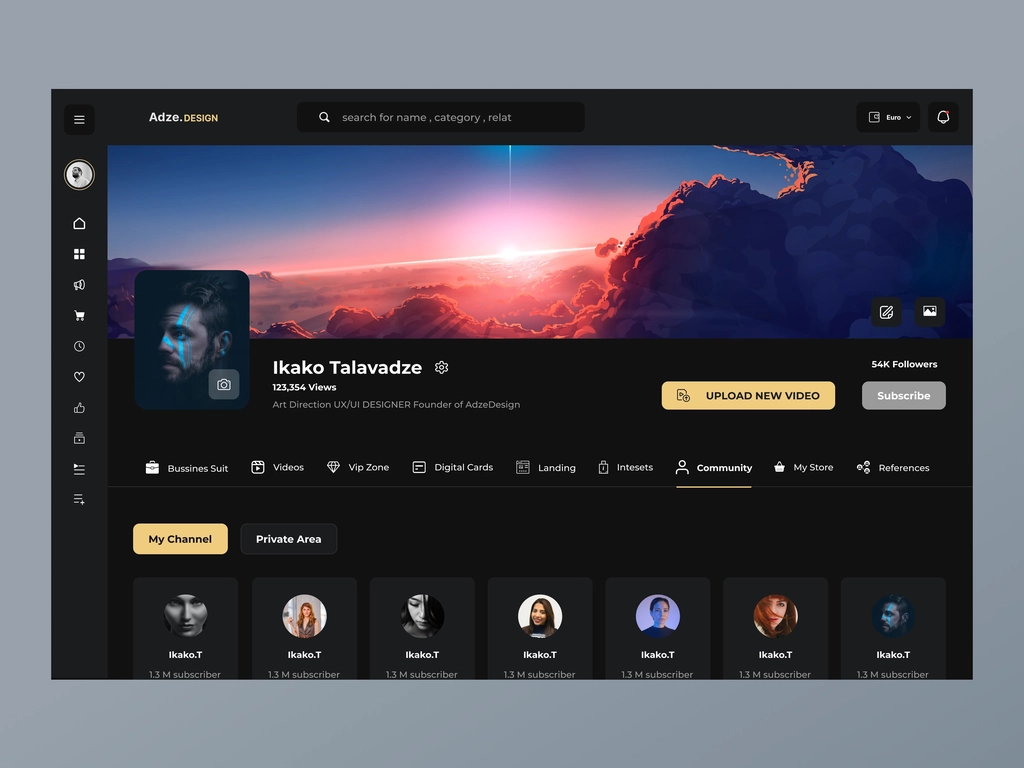 Adze.DESIGN
search for name , category , relat
Euro
Ikako Talavadze
123,354 Views
Art Direction UX/UI DESIGNER Founder of AdzeDesign
54K Followers
UPLOAD NEW VIDEO
Subscribe
Bussines Suit
Videos
Vip Zone
Digital Cards
Landing
Intesets
Community
My Store
References
My Channel
Private Area
Ikako.T
1.3 M subscriber
Ikako.T
1.3 M subscriber
Ikako.T
1.3 M subscriber
Ikako.T
1.3 M subscriber
Ikako.T
1.3 M subscriber
Ikako.T
1.3 M subscriber
Ikako.T
1.3 M subscriber